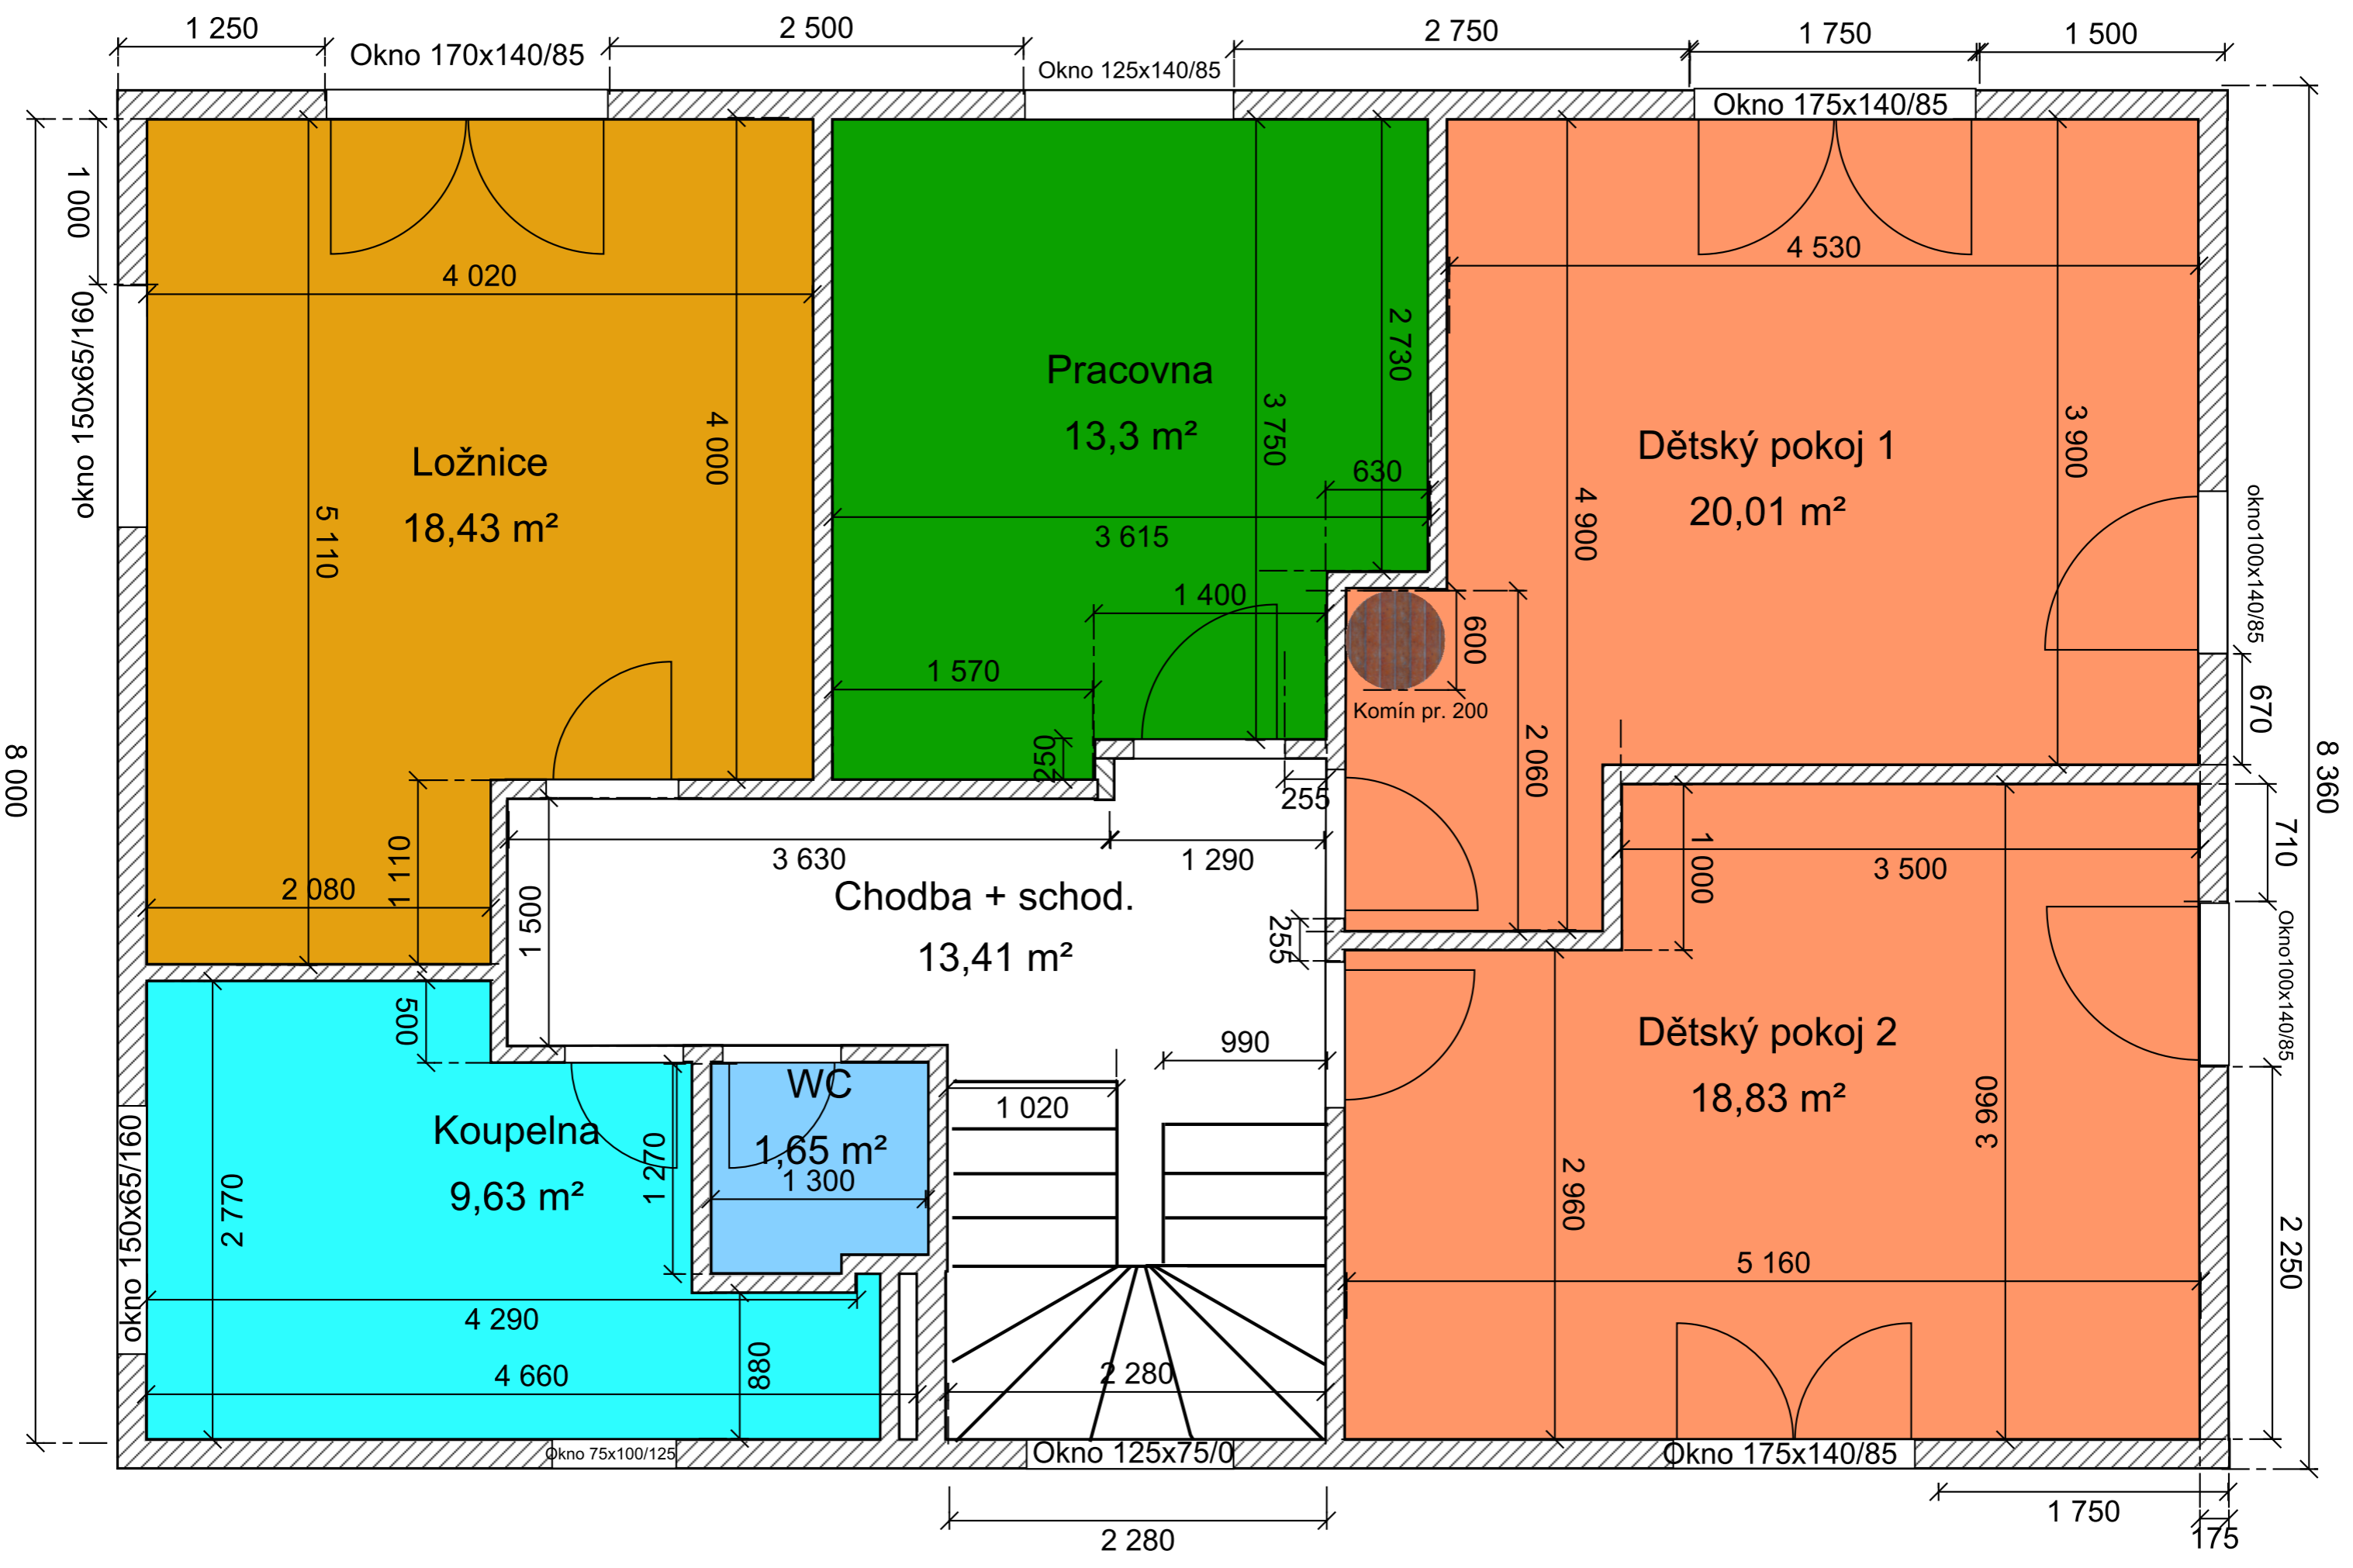 1 250
Okno 170x140/85
2 500
Okno 125x140/85
2 750
1 750
1 500
Okno 175x140/85
1 000
okno 150x65/160
8 000
4 020
5 110
4 000
Ložnice
18,43 m²
1 110
2 080
Pracovna
13,3 m²
2 730
3 750
630
3 615
1 400
1 570
250
255
4 530
Dětský pokoj 1
20,01 m²
4 900
3 900
600
Komín pr. 200
2 060
okno100x140/85
670
8 360
710
3 630
1 290
1 500
Chodba + schod.
13,41 m²
255
990
1 020
2 280
1 000
3 500
Okno100x140/85
Dětský pokoj 2
18,83 m²
3 960
2 960
5 160
2 250
500
Koupelna
9,63 m²
2 770
1 270
WC
1,65 m²
1 300
4 290
880
4 660
okno 150x65/160
Okno 75x100/125
Okno 125x75/0
Okno 175x140/85
1 750
175
2 280